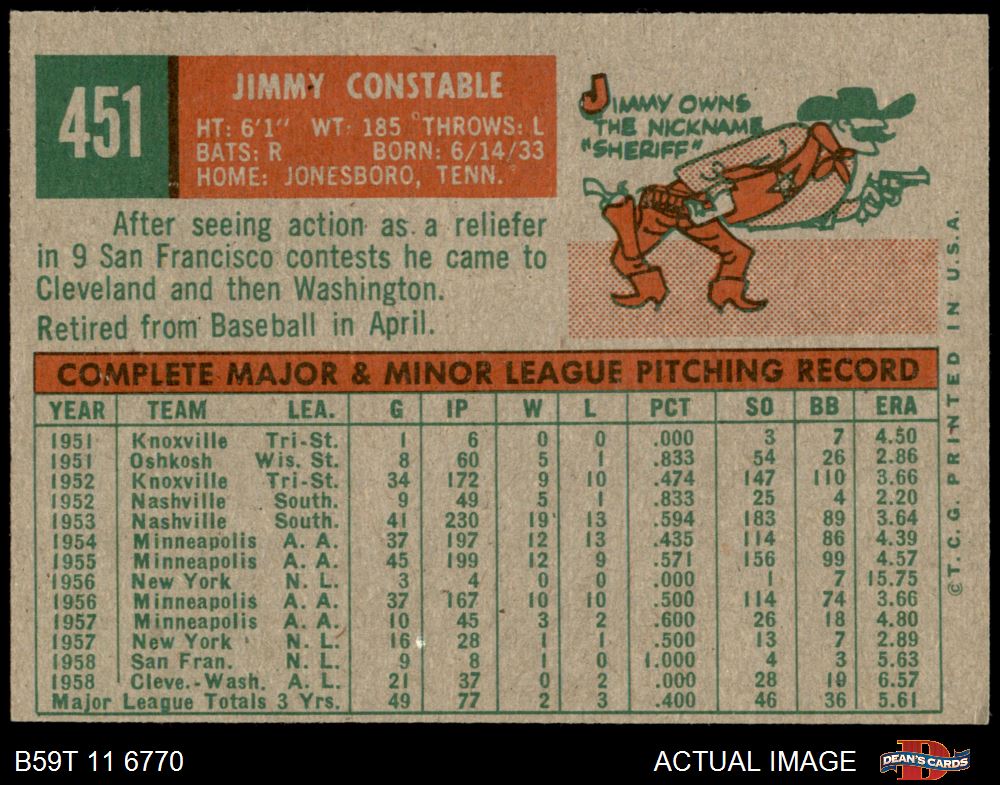 451
JIMMY CONSTABLE
HT: 6'1" WT: 185 THROWS: L
BATS: R BORN: 6/14/33
HOME: JONESBORO, TENN.
JIMMY OWNS
THE NICKNAME
"SHERIFF"
After seeing action as a reliefer
in 9 San Francisco contests he came to
Cleveland and then Washington.
Retired from Baseball in April.
COMPLETE MAJOR & MINOR LEAGUE PITCHING RECORD
YEAR TEAM LEA. G IP W L PCT SO BB ERA
1951 Knoxville Tri-St. 1 6 0 0 .000 3 7 4.50
1951 Oshkosh Wis. St. 8 60 5 1 .833 54 26 2.86
1952 Knoxville Tri-St. 34 172 9 10 .474 147 110 3.66
1952 Nashville South. 9 49 5 1 .833 25 4 2.20
1953 Nashville South. 41 230 19 13 .594 183 89 3.64
1954 Minneapolis A. A. 37 197 12 13 .435 114 86 4.39
1955 Minneapolis A. A. 45 199 12 9 .571 156 99 4.57
1956 New York N. L. 3 4 0 0 .000 1 7 15.75
1956 Minneapolis A. A. 37 167 10 10 .500 114 74 3.66
1957 Minneapolis A. A. 10 45 3 2 .600 26 18 4.80
1957 New York N. L. 16 28 1 1 .500 13 7 2.89
1958 San Fran. N. L. 9 8 1 0 1.000 4 3 5.63
1958 Cleve.-Wash. A. L. 21 37 0 2 .000 28 19 6.57
Major League Totals 3 Yrs. 49 77 2 3 .400 46 36 5.61
©T.C.G. PRINTED IN U.S.A.
B59T 11 6770
ACTUAL IMAGE
D
DEAN'S CARDS